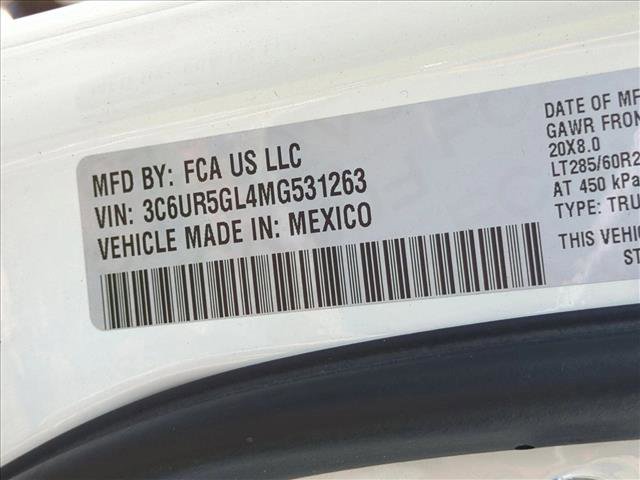 MFD BY: FCA US LLC
VIN: 3C6UR5GL4MG531263
VEHICLE MADE IN: MEXICO
DATE OF MF
GAWR FRON
20X8.0
LT285/60R2
AT 450 kPa
TYPE: TRU
THIS VEHIC
ST